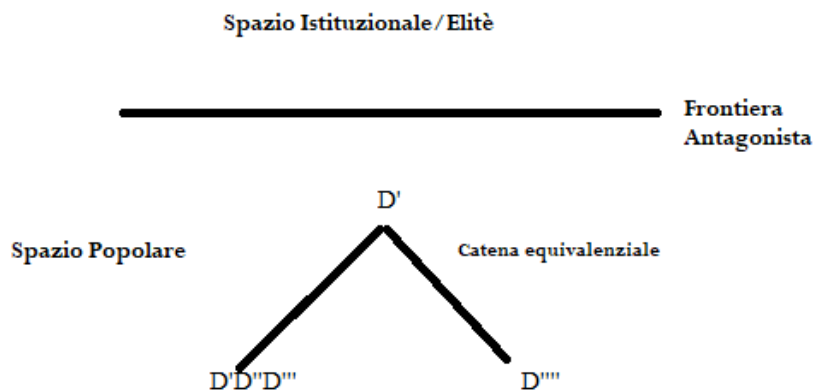 Spazio Istituzionale/Elitè
Frontiera
Antagonista
D'
Spazio Popolare
Catena equivalenziale
D'D''D'''
D''''